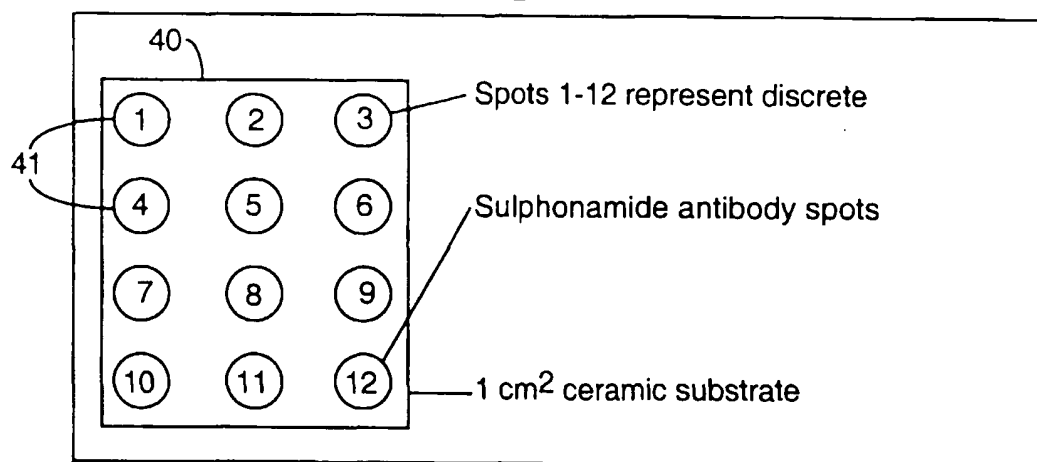 40
1 2 3 Spots 1-12 represent discrete
41
4 5 6 Sulphonamide antibody spots
7 8 9
10 11 12 1 cm2 ceramic substrate